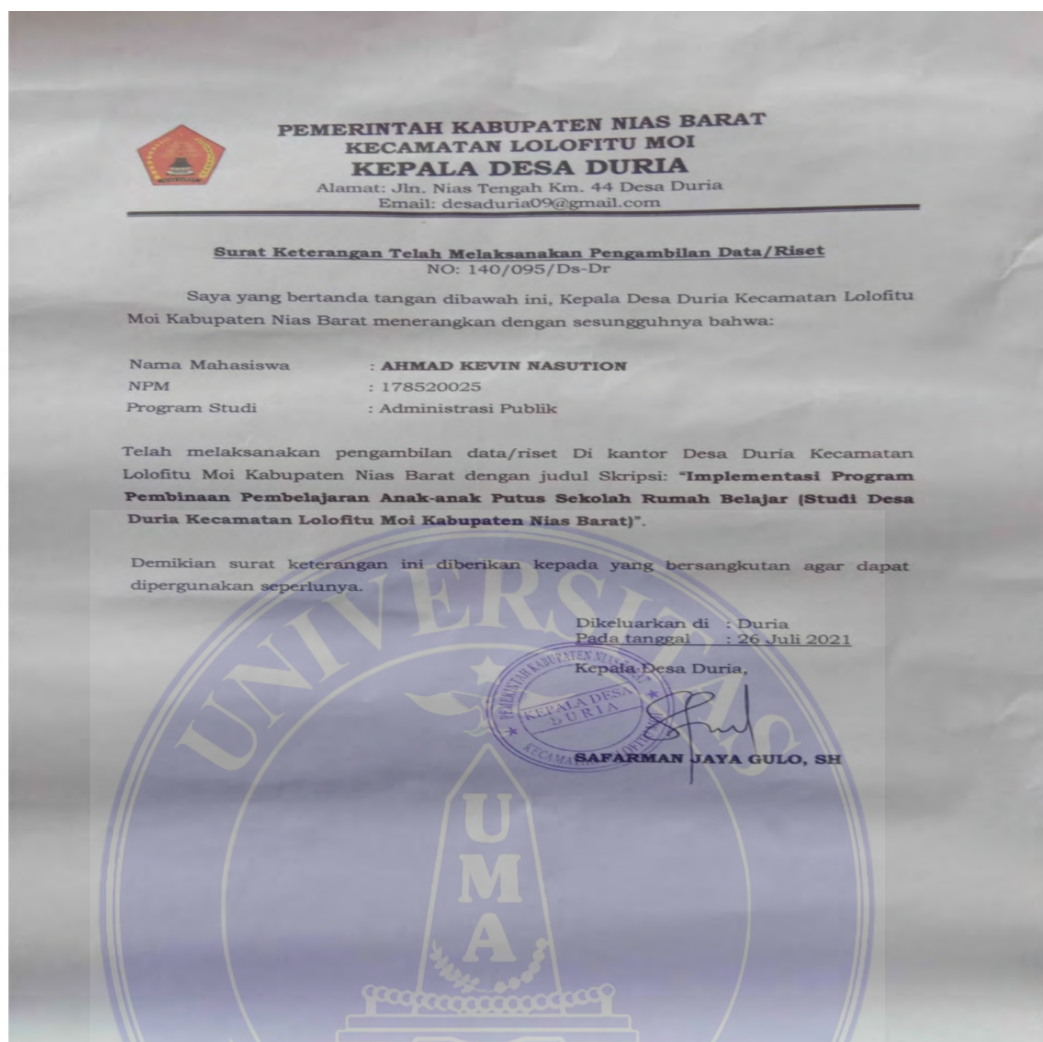 PEMERINTAH KABUPATEN NIAS BARAT
KECAMATAN LOLOFITU MOI
KEPALA DESA DURIA
Alamat: Jln. Nias Tengah Km. 44 Desa Duria
Email: desaduria09@gmail.com
Surat Keterangan Telah Melaksanakan Pengambilan Data/Riset
NO: 140/095/Ds-Dr
Saya yang bertanda tangan dibawah ini, Kepala Desa Duria Kecamatan Lolofitu
Moi Kabupaten Nias Barat menerangkan dengan sesungguhnya bahwa:
Nama Mahasiswa : AHMAD KEVIN NASUTION
NPM : 178520025
Program Studi : Administrasi Publik
Telah melaksanakan pengambilan data/riset Di kantor Desa Duria Kecamatan
Lolofitu Moi Kabupaten Nias Barat dengan judul Skripsi: "Implementasi Program
Pembinaan Pembelajaran Anak-anak Putus Sekolah Rumah Belajar (Studi Desa
Duria Kecamatan Lolofitu Moi Kabupaten Nias Barat)".
Demikian surat keterangan ini diberikan kepada yang bersangkutan agar dapat
dipergunakan seperlunya.
Dikeluarkan di : Duria
Pada tanggal : 26 Juli 2021
Kepala Desa Duria,
PEMERINTAH KABUPATEN NIAS
KEPALA DESA
DURIA
SAFARMAN JAYA GULO, SH
UNIVERSITAS
UMA